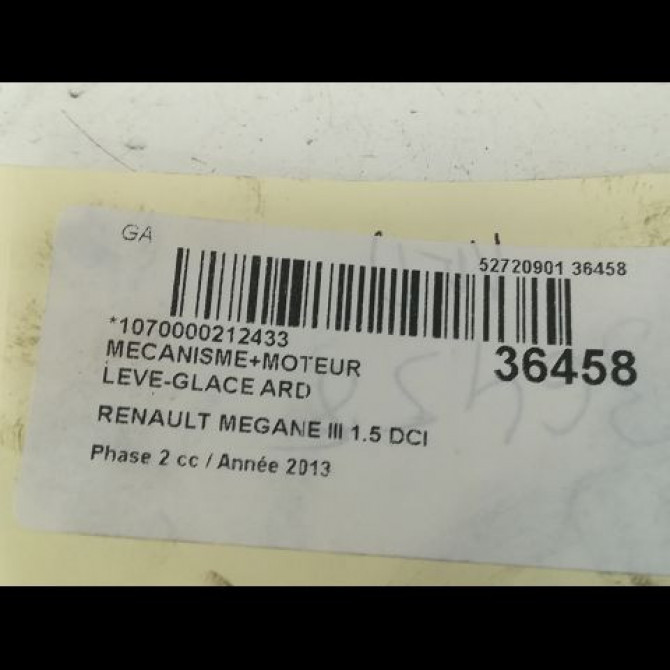 GA
52720901 36458
*1070000212433
36458
MECANISME+MOTEUR
LEVE-GLACE ARD
RENAULT MEGANE III 1.5 DCI
Phase 2 cc / Année 2013